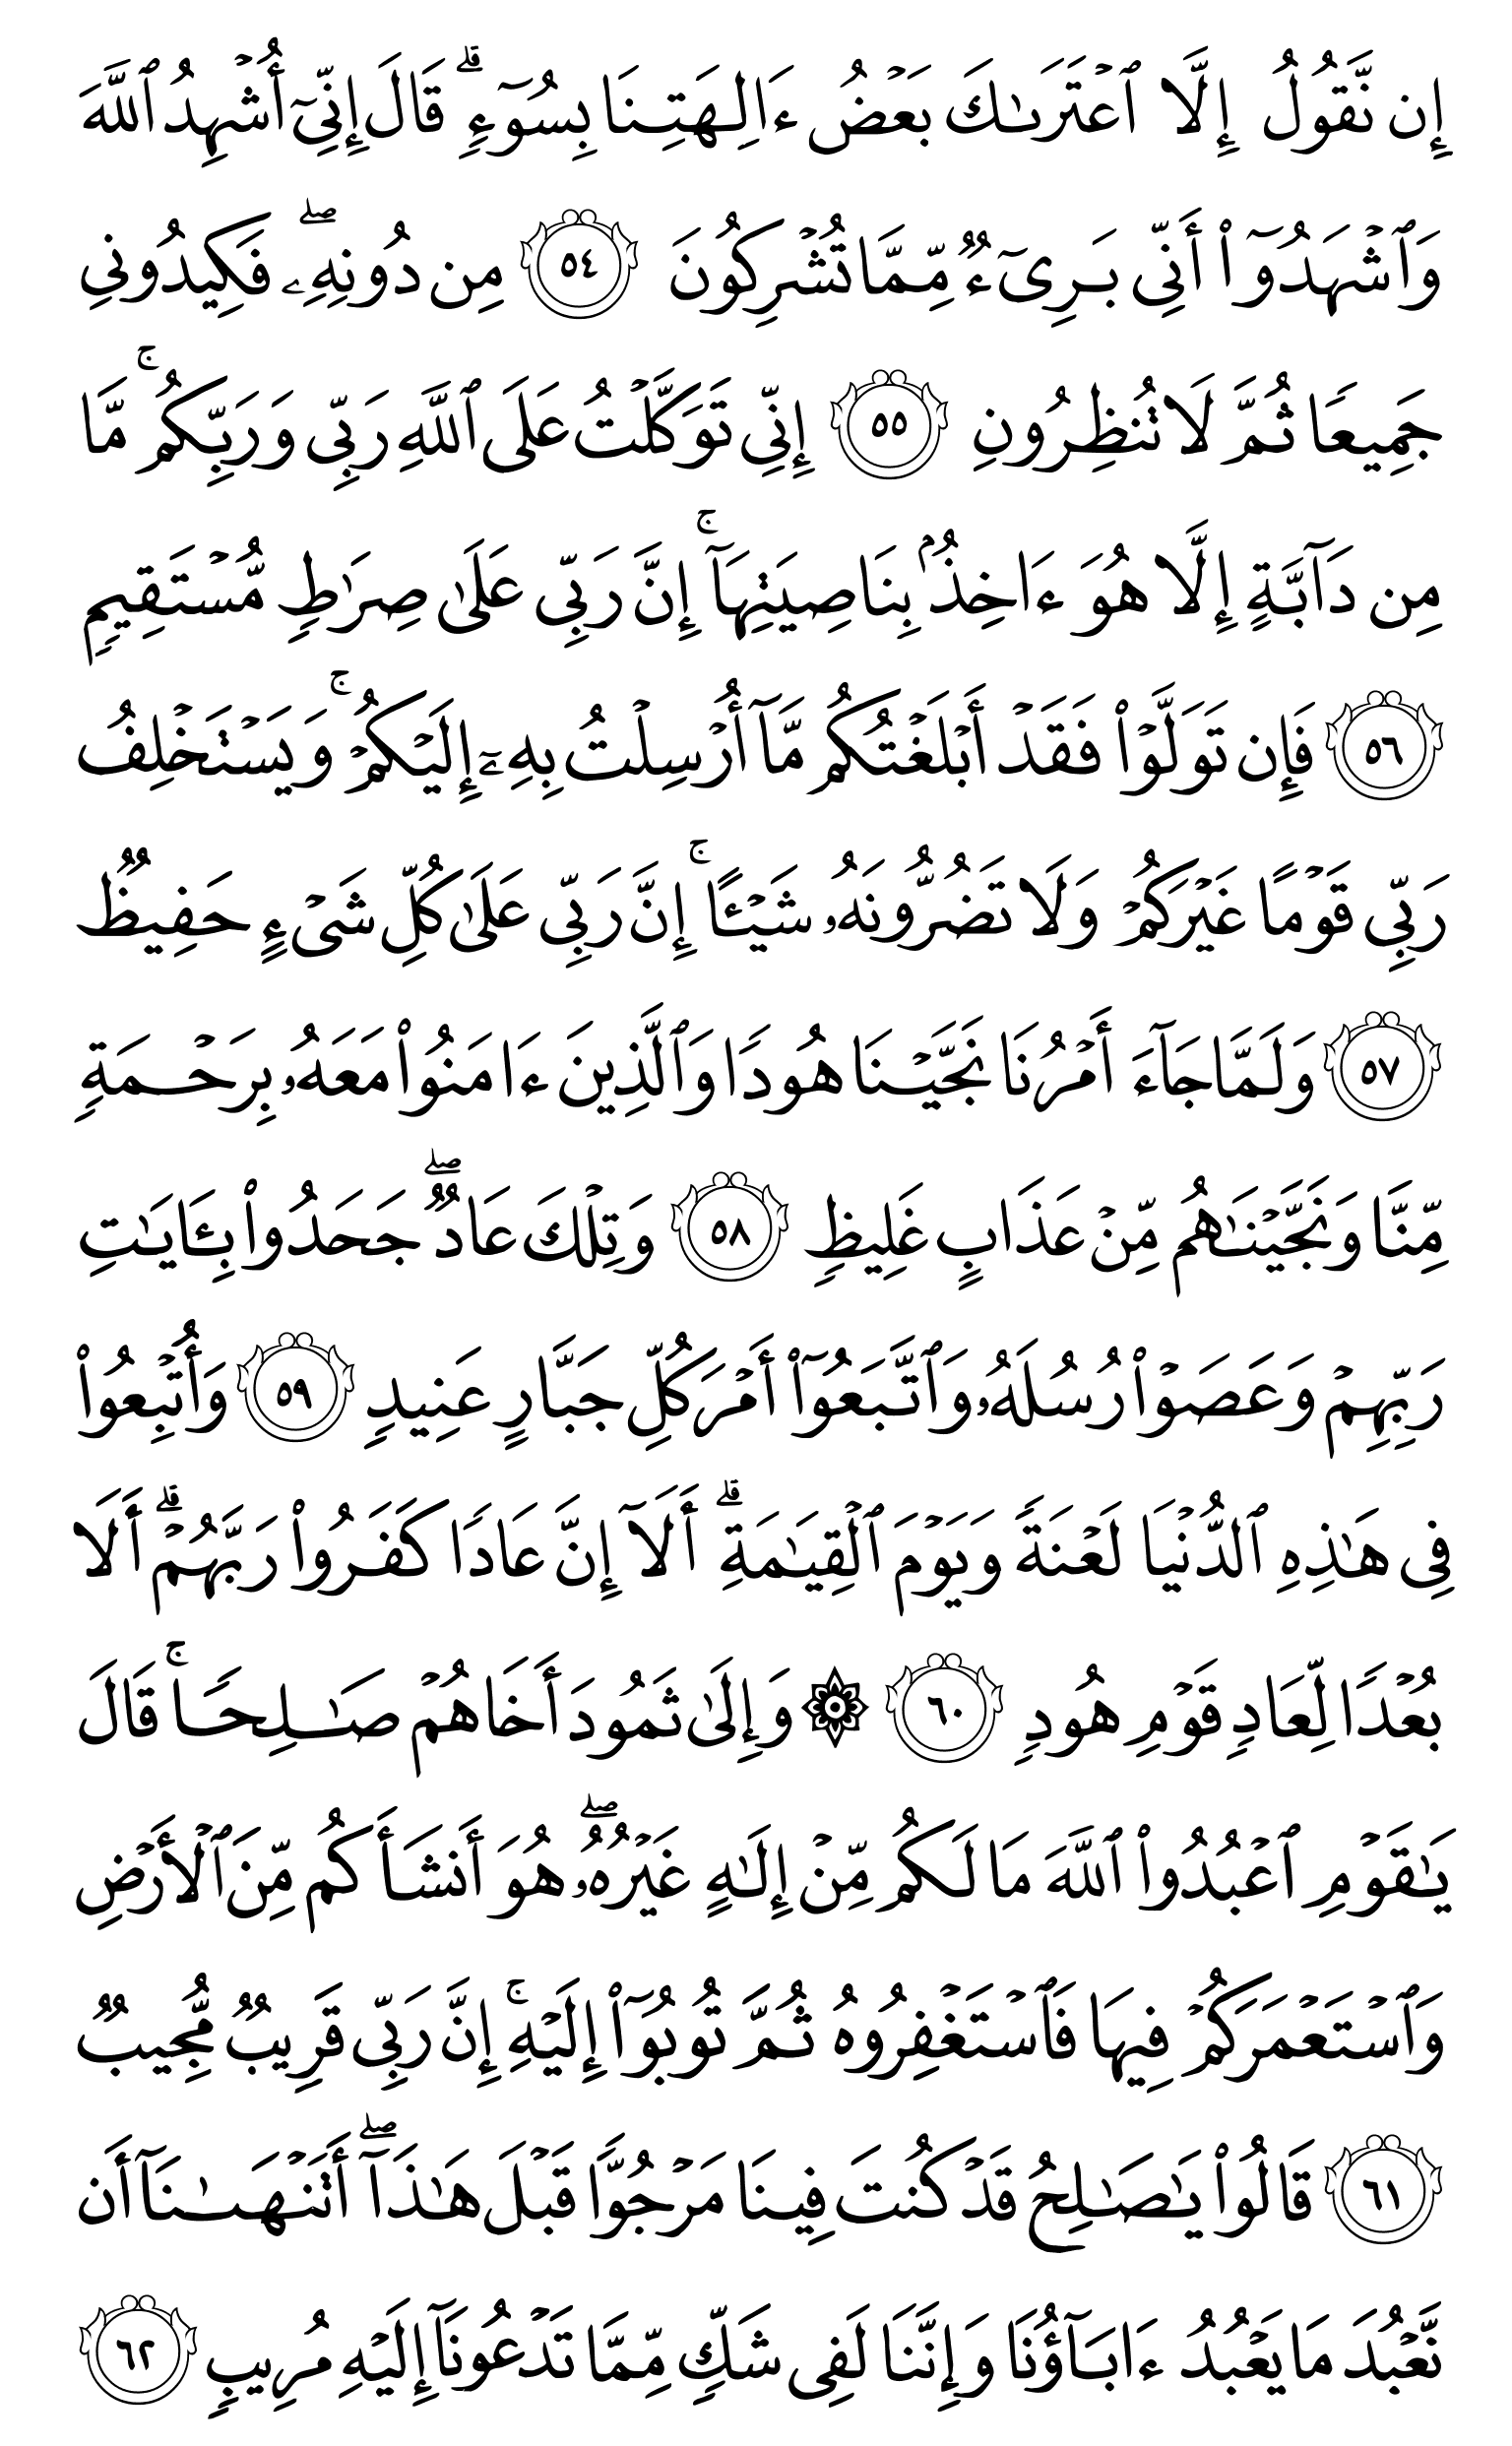 إِن نَّقُولُ إِلَّا ٱعۡتَرَىٰكَ بَعۡضُ ءَالِهَتِنَا بِسُوٓءٖۗ قَالَ إِنِّيٓ أُشۡهِدُ ٱللَّهَ
وَٱشۡهَدُوٓاْ أَنِّي بَرِيٓءٞ مِّمَّا تُشۡرِكُونَ ٥٤ مِن دُونِهِۦۖ فَكِيدُونِي
جَمِيعٗا ثُمَّ لَا تُنظِرُونِ ٥٥ إِنِّي تَوَكَّلۡتُ عَلَى ٱللَّهِ رَبِّي وَرَبِّكُمۚ مَّا
مِن دَآبَّةٍ إِلَّا هُوَ ءَاخِذُۢ بِنَاصِيَتِهَآۚ إِنَّ رَبِّي عَلَىٰ صِرَٰطٖ مُّسۡتَقِيمٖ
٥٦ فَإِن تَوَلَّوۡاْ فَقَدۡ أَبۡلَغۡتُكُم مَّآ أُرۡسِلۡتُ بِهِۦٓ إِلَيۡكُمۡۚ وَيَسۡتَخۡلِفُ
رَبِّي قَوۡمًا غَيۡرَكُمۡ وَلَا تَضُرُّونَهُۥ شَيۡـًٔاۚ إِنَّ رَبِّي عَلَىٰ كُلِّ شَيۡءٍ حَفِيظٞ
٥٧ وَلَمَّا جَآءَ أَمۡرُنَا نَجَّيۡنَا هُودٗا وَٱلَّذِينَ ءَامَنُواْ مَعَهُۥ بِرَحۡمَةٖ
مِّنَّا وَنَجَّيۡنَٰهُم مِّنۡ عَذَابٍ غَلِيظٖ ٥٨ وَتِلۡكَ عَادٞۖ جَحَدُواْ بِـَٔايَٰتِ
رَبِّهِمۡ وَعَصَوۡاْ رُسُلَهُۥ وَٱتَّبَعُوٓاْ أَمۡرَ كُلِّ جَبَّارٍ عَنِيدٖ ٥٩ وَأُتۡبِعُواْ
فِي هَٰذِهِ ٱلدُّنۡيَا لَعۡنَةٗ وَيَوۡمَ ٱلۡقِيَٰمَةِۗ أَلَآ إِنَّ عَادٗا كَفَرُواْ رَبَّهُمۡۗ أَلَا
بُعۡدٗا لِّعَادٖ قَوۡمِ هُودٖ ٦٠ ۞ وَإِلَىٰ ثَمُودَ أَخَاهُمۡ صَٰلِحٗاۚ قَالَ
يَٰقَوۡمِ ٱعۡبُدُواْ ٱللَّهَ مَا لَكُم مِّنۡ إِلَٰهٍ غَيۡرُهُۥۖ هُوَ أَنشَأَكُم مِّنَ ٱلۡأَرۡضِ
وَٱسۡتَعۡمَرَكُمۡ فِيهَا فَٱسۡتَغۡفِرُوهُ ثُمَّ تُوبُوٓاْ إِلَيۡهِۚ إِنَّ رَبِّي قَرِيبٞ مُّجِيبٞ
٦١ قَالُواْ يَٰصَٰلِحُ قَدۡ كُنتَ فِينَا مَرۡجُوّٗا قَبۡلَ هَٰذَآۖ أَتَنۡهَىٰنَآ أَن
نَّعۡبُدَ مَا يَعۡبُدُ ءَابَآؤُنَا وَإِنَّنَا لَفِي شَكّٖ مِّمَّا تَدۡعُونَآ إِلَيۡهِ مُرِيبٖ ٦٢